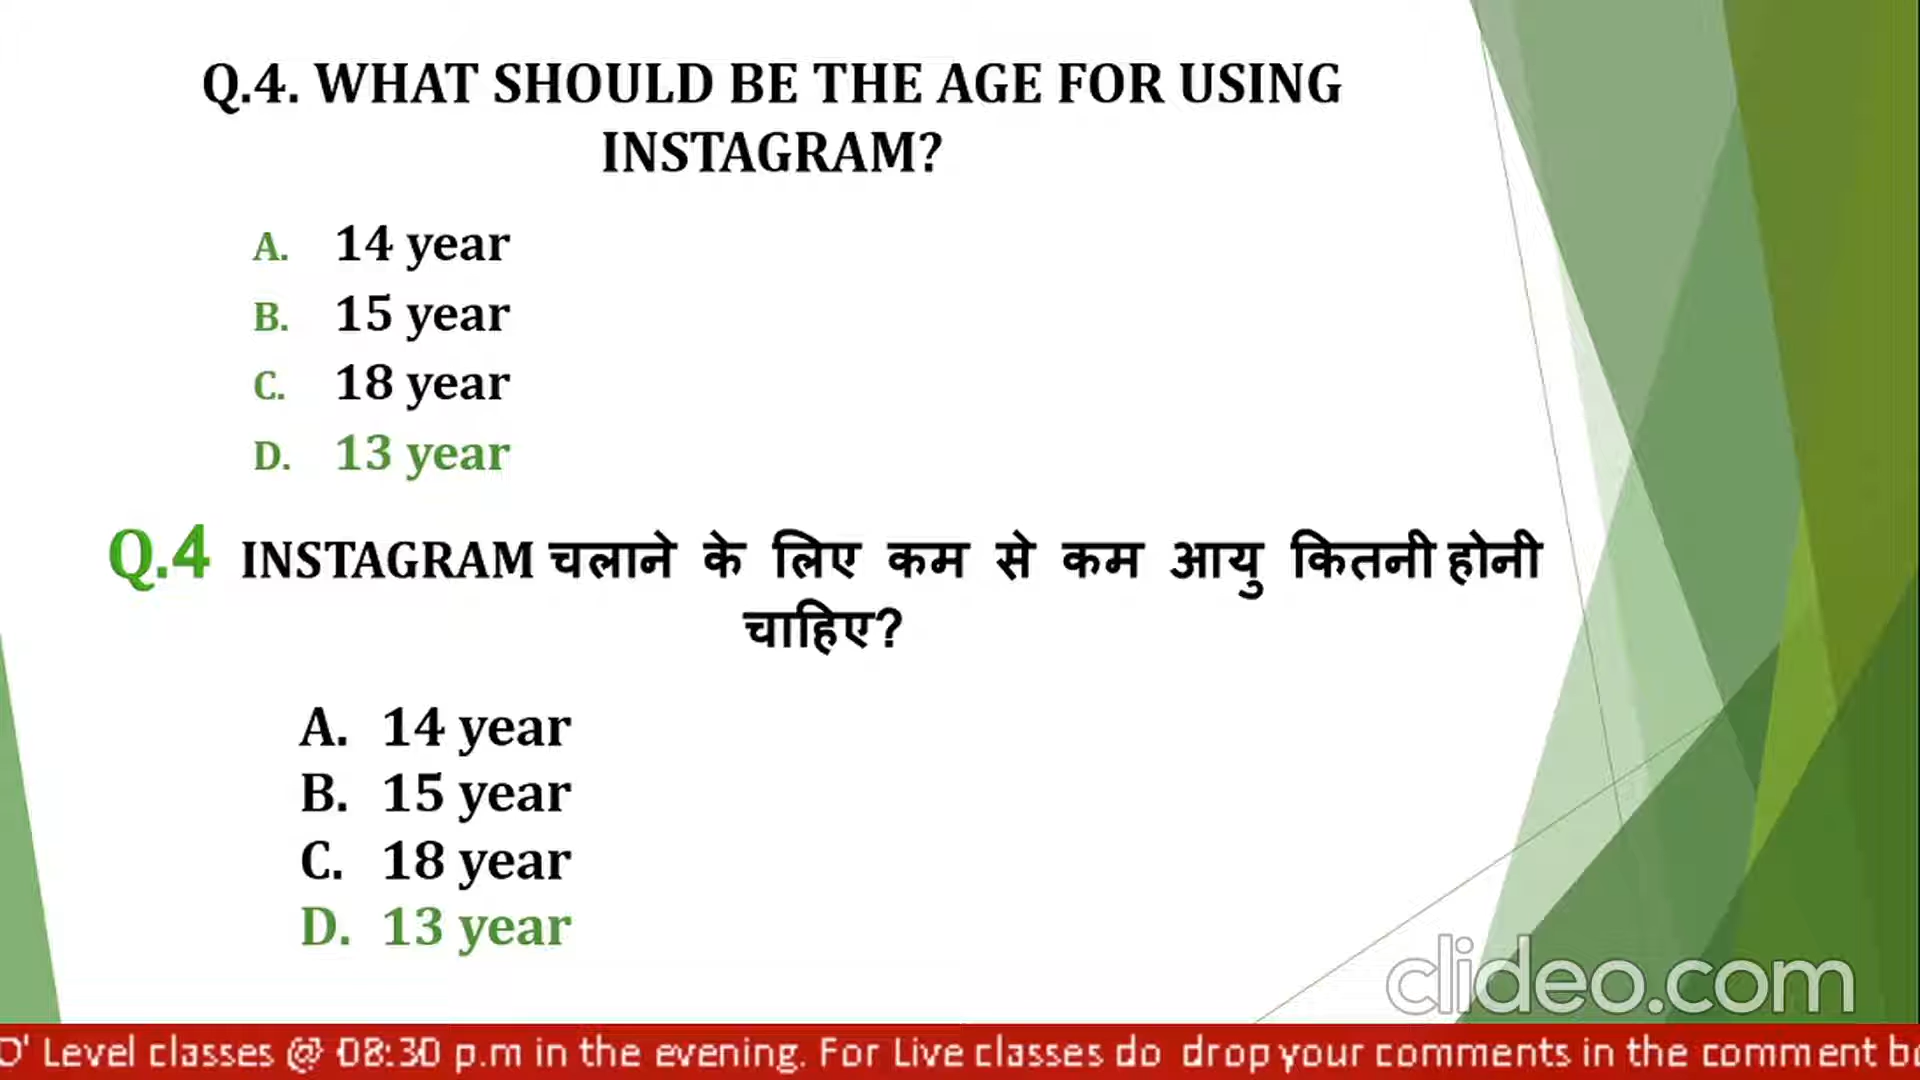 Q.4. WHAT SHOULD BE THE AGE FOR USING
INSTAGRAM?
A. 14 year
B. 15 year
C. 18 year
D. 13 year
Q.4 INSTAGRAM चलाने के लिए कम से कम आयु कितनी होनी
चाहिए?
A. 14 year
B. 15 year
C. 18 year
D. 13 year
clideo.com
O' Level classes @ 08:30 p.m in the evening. For Live classes do drop your comments in the comment